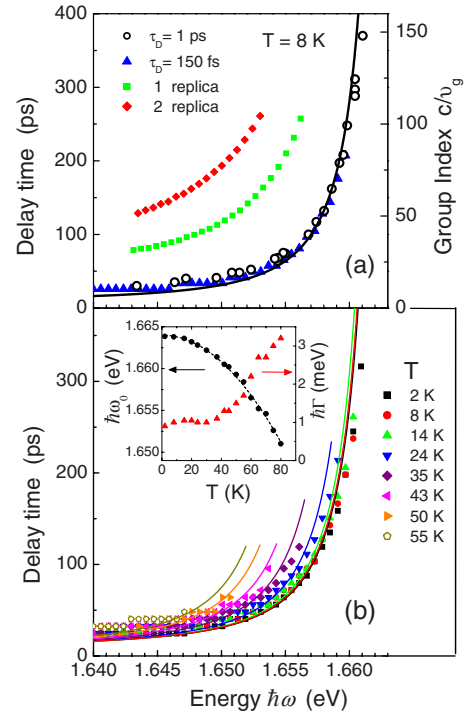 400
300
200
100
0
Delay time (ps)
τD= 1 ps
τD= 150 fs
1 replica
2 replica
T = 8 K
(a)
150
100
50
0
Group Index c/υg
1.665
1.660
1.655
1.650
ℏω0 (eV)
0 20 40 60 80
T (K)
3
2
1
0
ℏΓ (meV)
300
200
100
0
Delay time (ps)
T
2 K
8 K
14 K
24 K
35 K
43 K
50 K
55 K
(b)
1.640 1.645 1.650 1.655 1.660
Energy ℏω (eV)